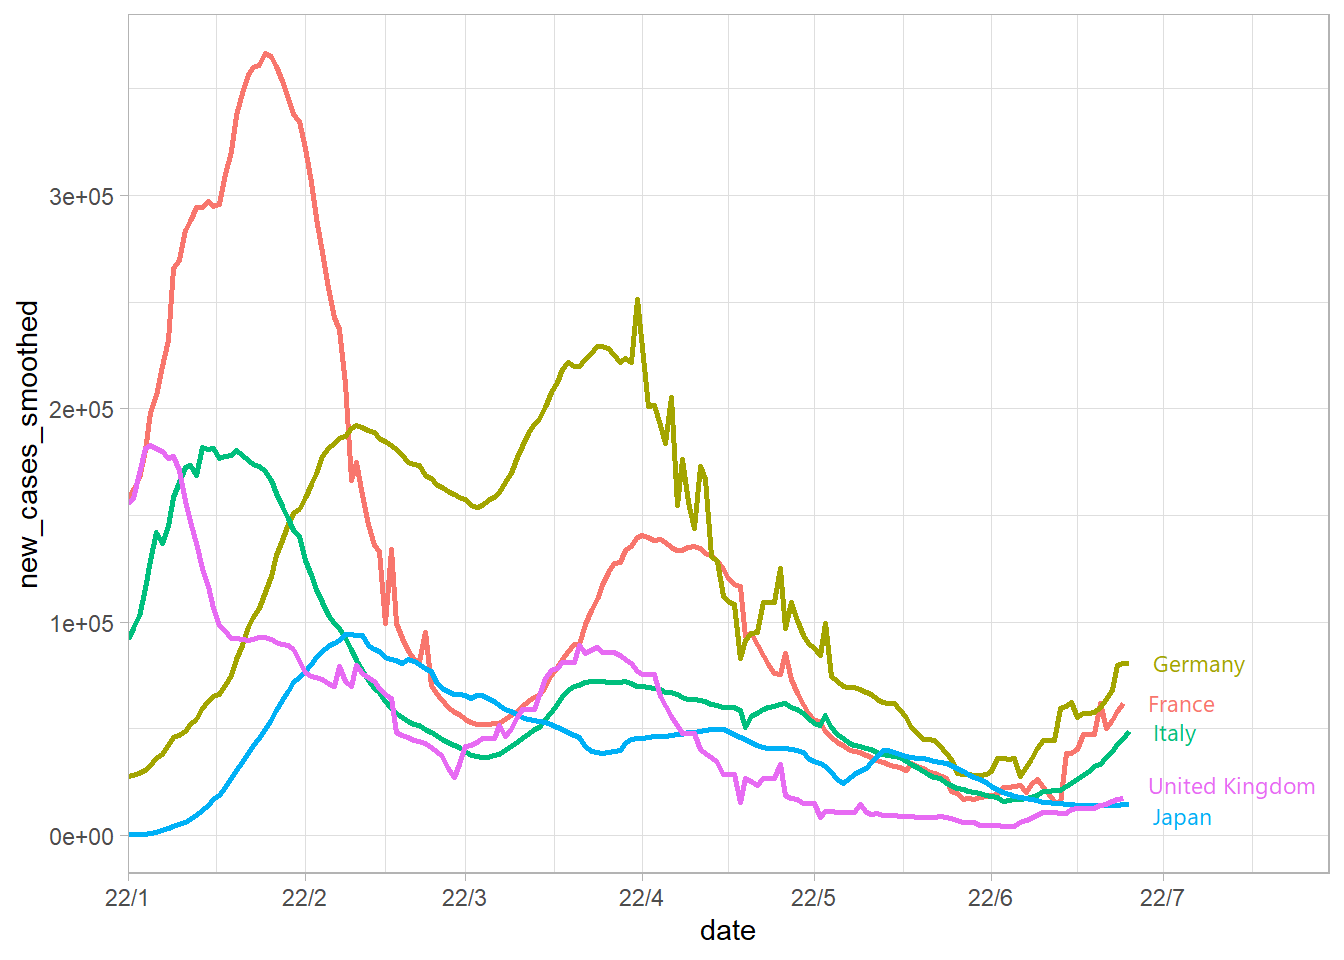 new_cases_smoothed
3e+05
2e+05
1e+05
0e+00
Germany
France
Italy
United Kingdom
Japan
22/1 22/2 22/3 22/4 22/5 22/6 22/7
date